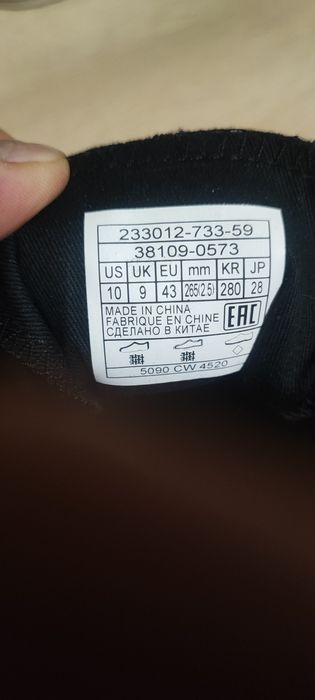 233012-733-59
38109-0573
US UK EU mm KR JP
10 9 43 265(2.5) 280 28
MADE IN CHINA
FABRIQUE EN CHINE
СДЕЛАНО В КИТАЕ
EAC
5090 CW 4520